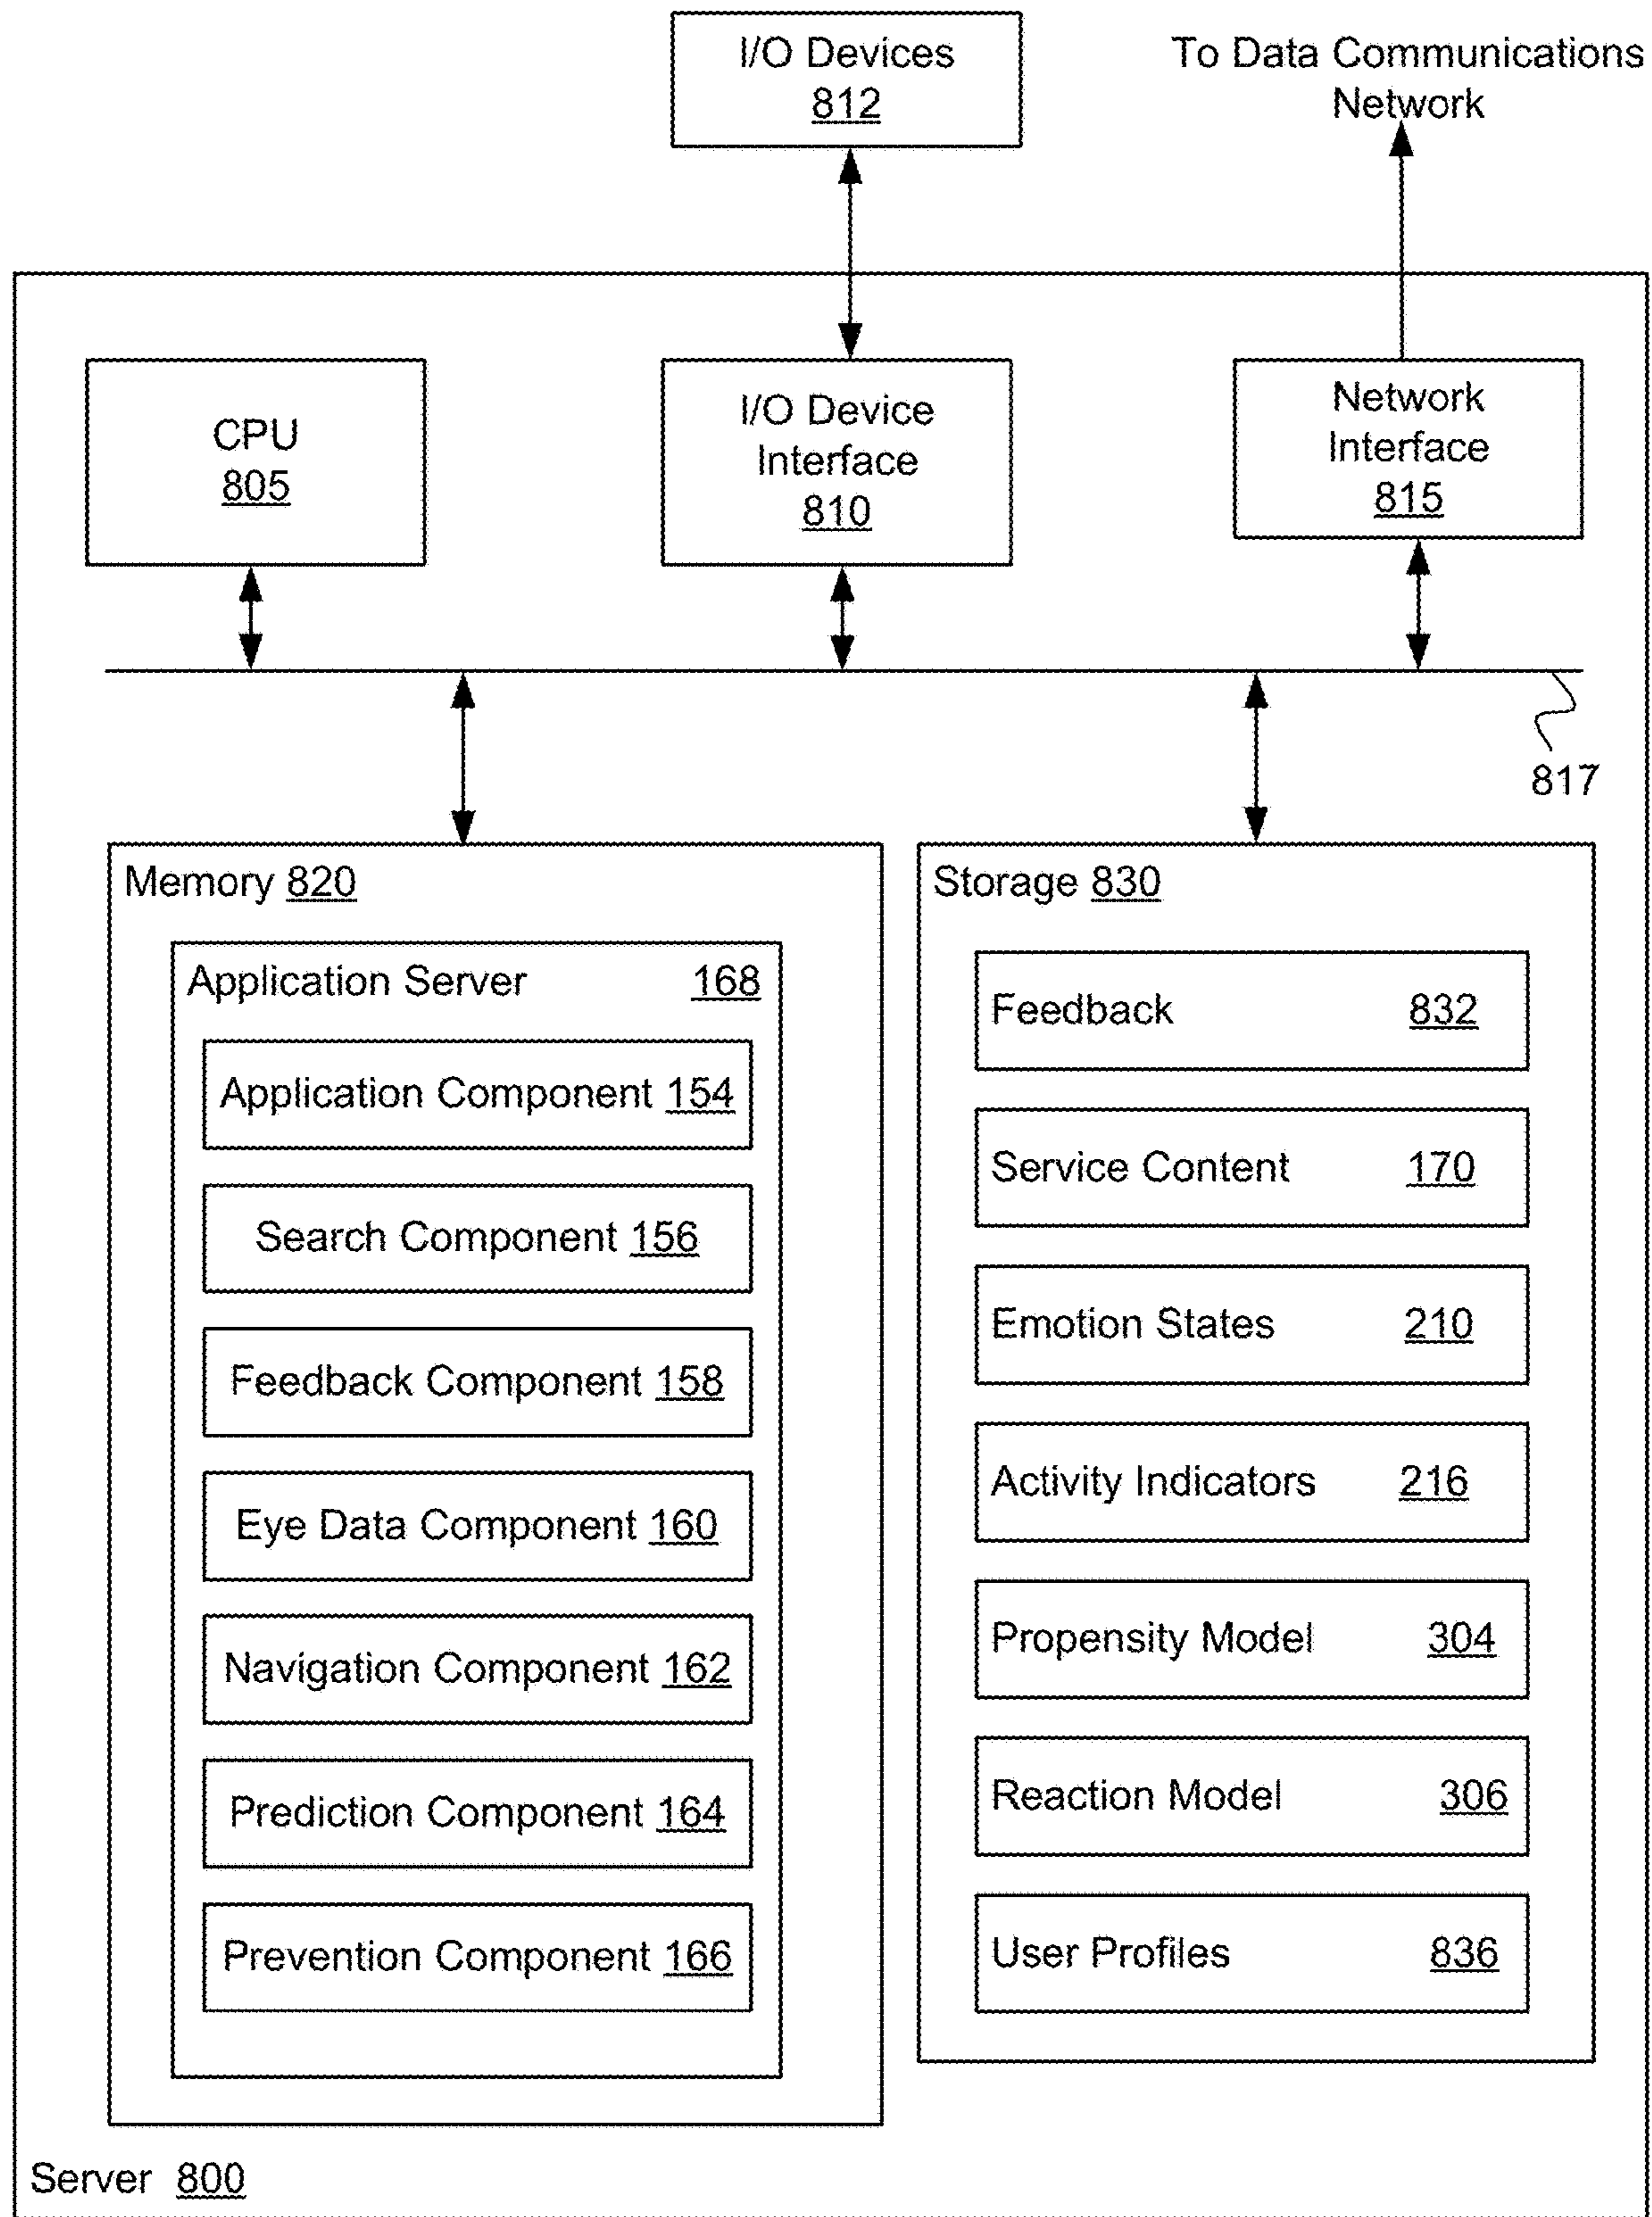 I/O Devices
812
To Data Communications
Network
CPU
805
I/O Device
Interface
810
Network
Interface
815
817
Memory 820
Application Server 168
Application Component 154
Search Component 156
Feedback Component 158
Eye Data Component 160
Navigation Component 162
Prediction Component 164
Prevention Component 166
Storage 830
Feedback 832
Service Content 170
Emotion States 210
Activity Indicators 216
Propensity Model 304
Reaction Model 306
User Profiles 836
Server 800